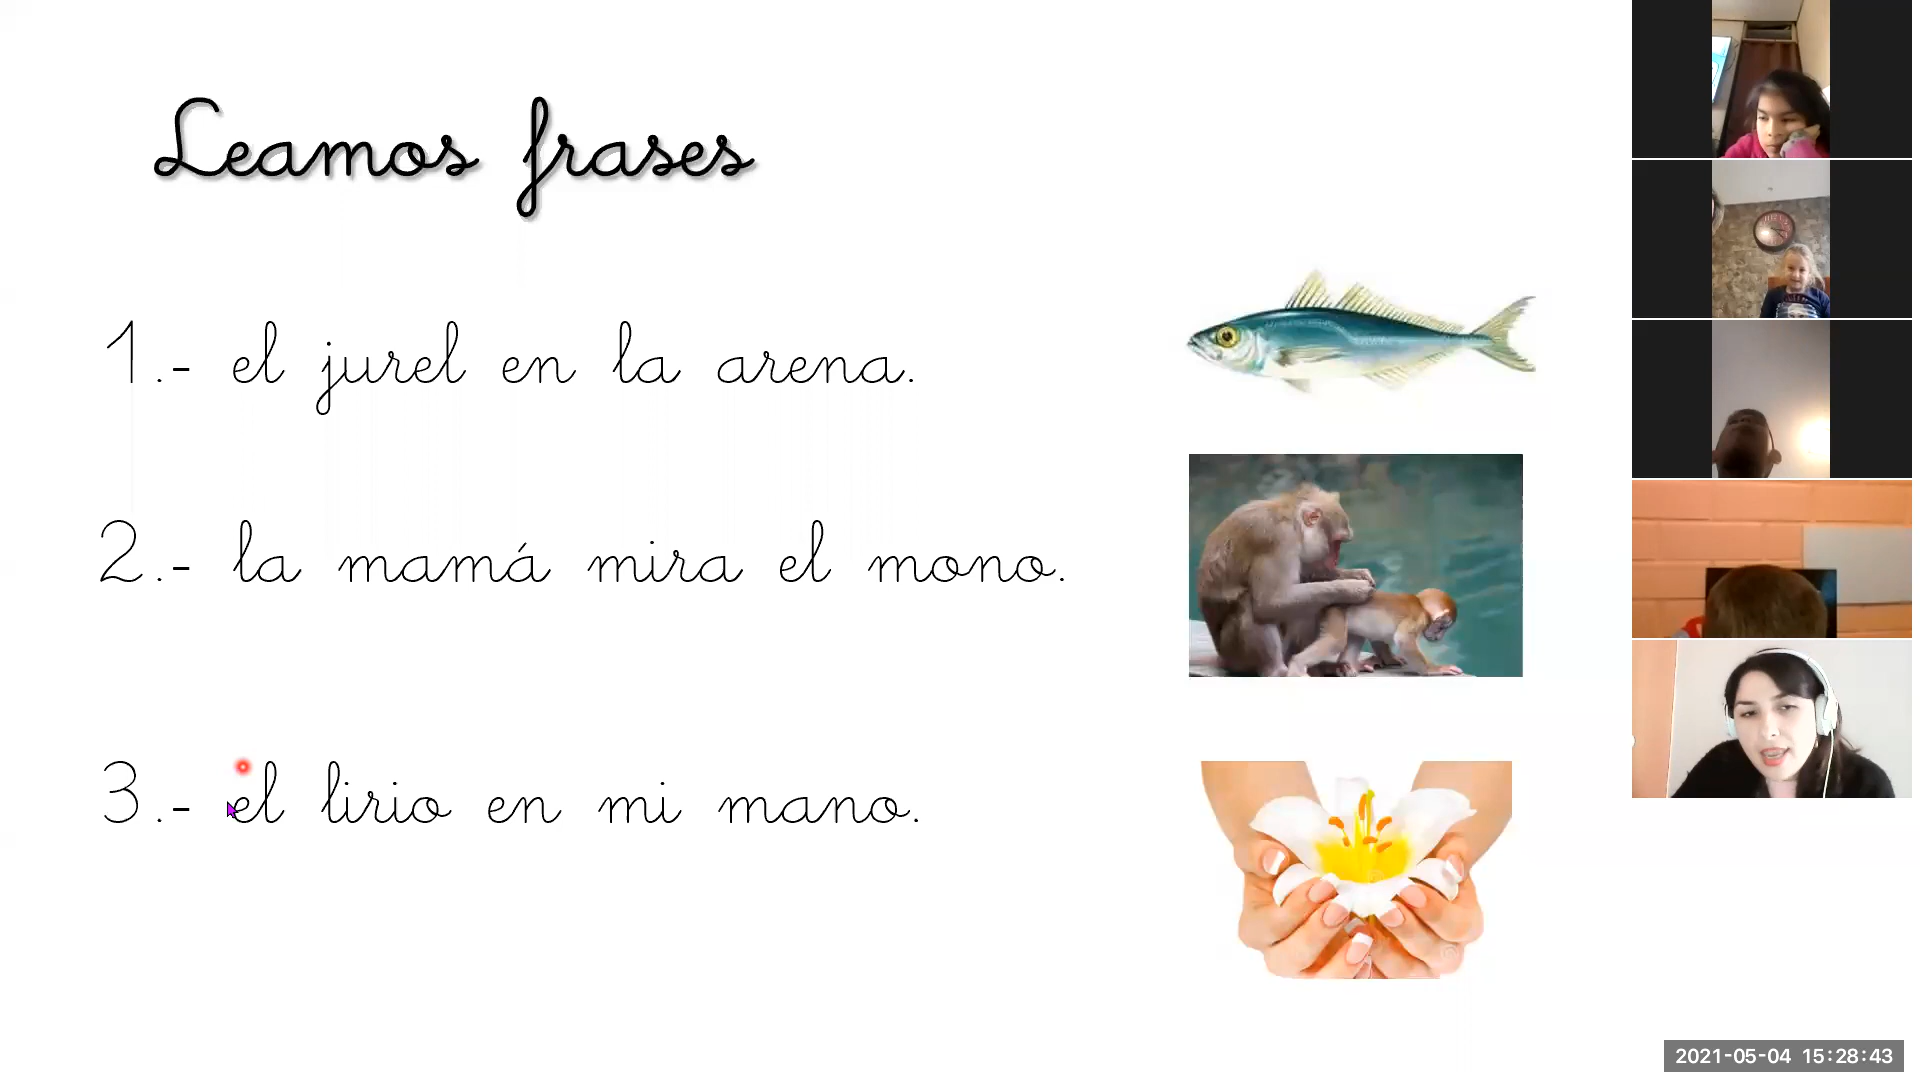 Leamos frases
1.- el jurel en la arena.
2.- la mamá mira el mono.
3.- el lirio en mi mano.
2021-05-04 15:28:43